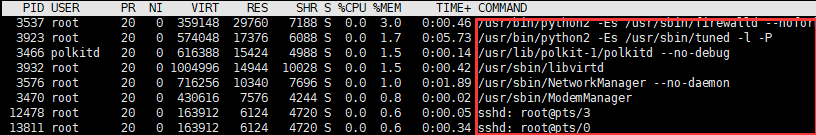 PID USER PR NI VIRT RES SHR S %CPU %MEM TIME+ COMMAND
3537 root 20 0 359148 29760 7188 S 0.0 3.0 0:00.46 /usr/bin/python2 -Es /usr/sbin/firewalld --nofor
3923 root 20 0 574048 17376 6088 S 0.0 1.7 0:05.73 /usr/bin/python2 -Es /usr/sbin/tuned -l -P
3466 polkitd 20 0 616388 15424 4988 S 0.0 1.5 0:00.14 /usr/lib/polkit-1/polkitd --no-debug
3932 root 20 0 1004996 14944 10028 S 0.0 1.5 0:00.42 /usr/sbin/libvirtd
3576 root 20 0 716256 10340 7696 S 0.0 1.0 0:01.89 /usr/sbin/NetworkManager --no-daemon
3470 root 20 0 430616 7576 4244 S 0.0 0.8 0:00.02 /usr/sbin/ModemManager
12478 root 20 0 163912 6124 4720 S 0.0 0.6 0:00.05 sshd: root@pts/3
13811 root 20 0 163912 6124 4720 S 0.0 0.6 0:00.34 sshd: root@pts/0